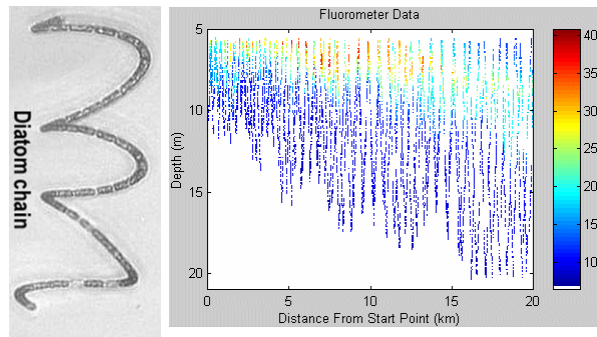 Diatom chain
Fluorometer Data
Depth (m)
5
10
15
20
0 5 10 15 20
Distance From Start Point (km)
40
35
30
25
20
15
10